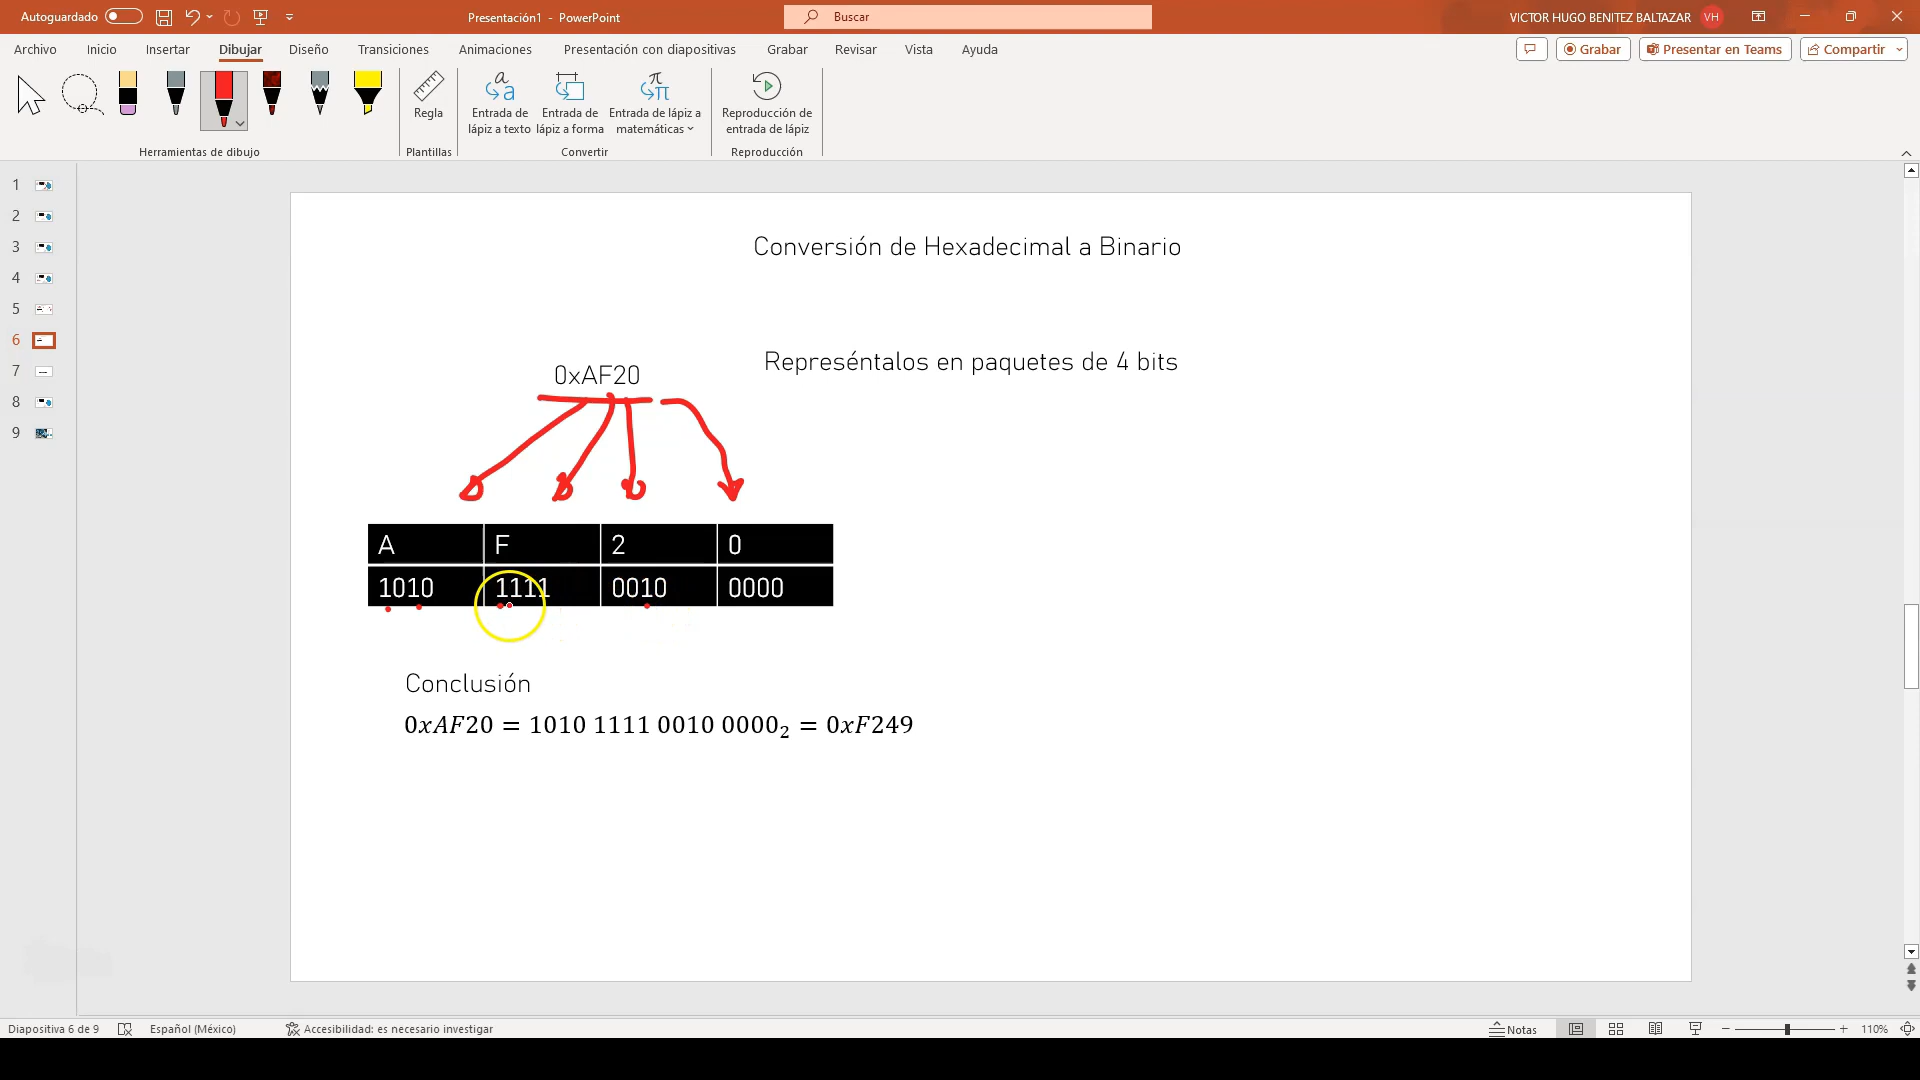 Autoguardado
Presentación1 - PowerPoint
Buscar
VICTOR HUGO BENITEZ BALTAZAR VH
Archivo Inicio Insertar Dibujar Diseño Transiciones Animaciones Presentación con diapositivas Grabar Revisar Vista Ayuda
Grabar Presentar en Teams Compartir
Regla
Entrada de lápiz a texto
Entrada de lápiz a forma
Entrada de lápiz a matemáticas
Reproducción de entrada de lápiz
Herramientas de dibujo Plantillas Convertir Reproducción
1
2
3
4
5
6
7
8
9
Conversión de Hexadecimal a Binario
Represéntalos en paquetes de 4 bits
0xAF20
A F 2 0
1010 1111 0010 0000
Conclusión
0xAF20 = 1010 1111 0010 0000₂ = 0xF249
Diapositiva 6 de 9 Español (México) Accesibilidad: es necesario investigar Notas 110%